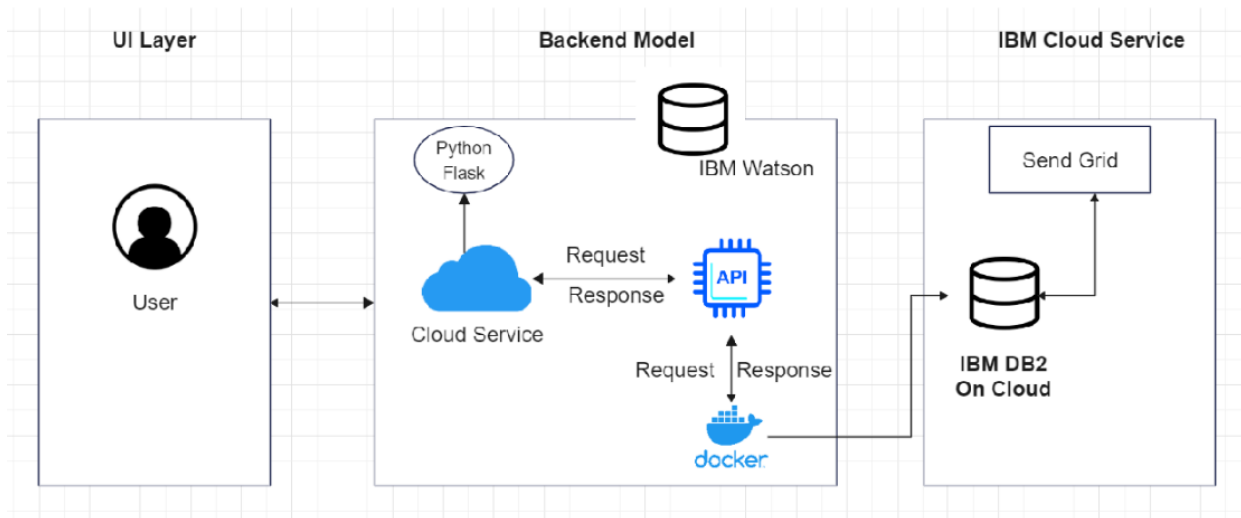 UI Layer
Backend Model
IBM Cloud Service
User
Python
Flask
IBM Watson
Cloud Service
Request
Response
API
Request
Response
docker
Send Grid
IBM DB2
On Cloud